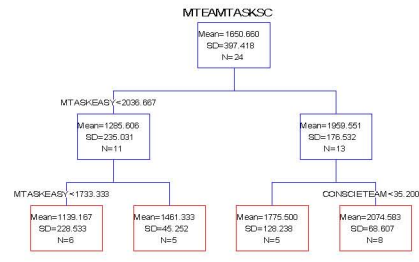 MTEAMTASKSC
Mean=1650.660
SD=397.418
N=24
MTASKEASY<2036.667
Mean=1285.606
SD=235.031
N=11
Mean=1959.551
SD=176.532
N=13
MTASKEASY<1733.333
CONSCIETEAM<35.200
Mean=1139.167
SD=228.533
N=6
Mean=1461.333
SD=45.252
N=5
Mean=1775.500
SD=128.238
N=5
Mean=2074.583
SD=68.607
N=8